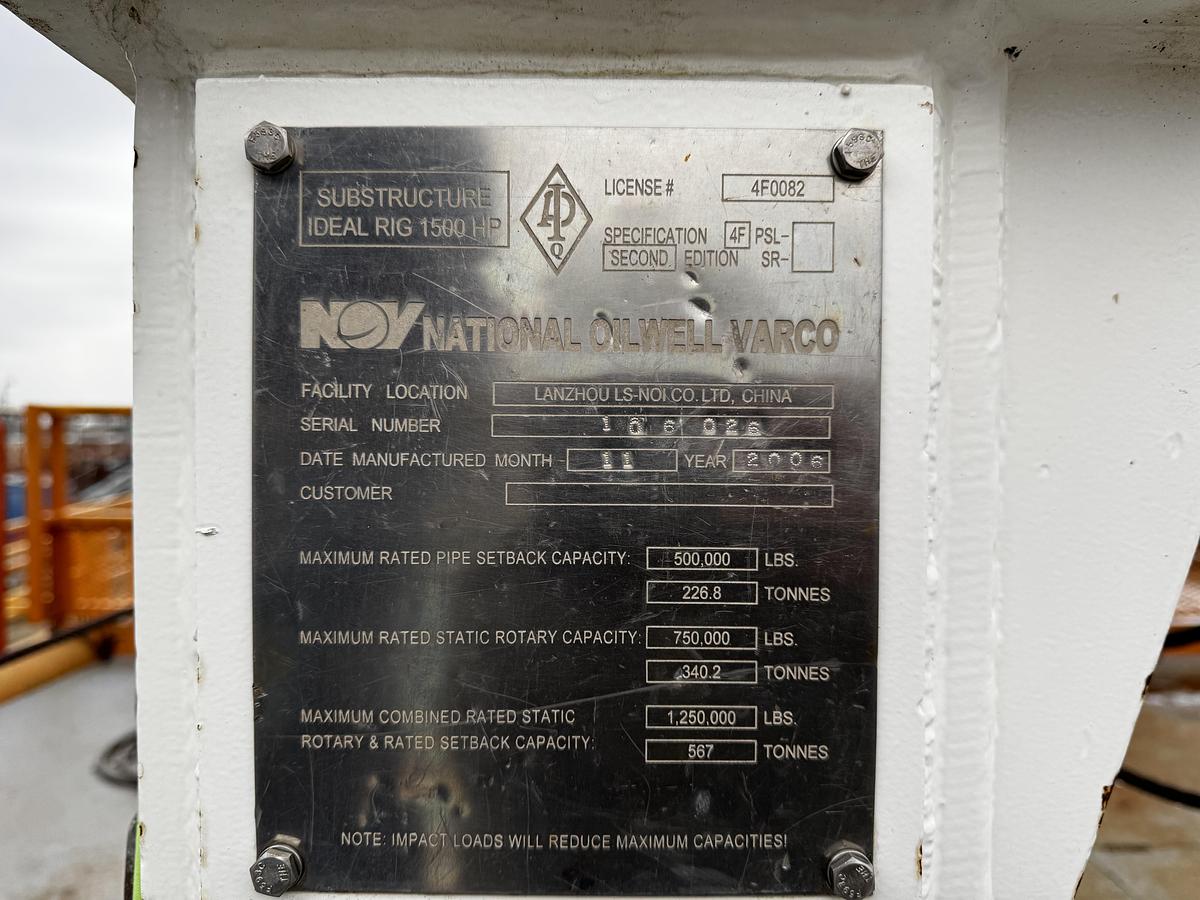 SUBSTRUCTURE
IDEAL RIG 1500 HP
API
Q
LICENSE # 4F0082
SPECIFICATION 4F PSL-
SECOND EDITION SR-
NOV NATIONAL OILWELL VARCO
FACILITY LOCATION LANZHOU LS-NOI CO. LTD, CHINA
SERIAL NUMBER 106 026
DATE MANUFACTURED MONTH 11 YEAR 2006
CUSTOMER
MAXIMUM RATED PIPE SETBACK CAPACITY: 500,000 LBS.
226.8 TONNES
MAXIMUM RATED STATIC ROTARY CAPACITY: 750,000 LBS.
340.2 TONNES
MAXIMUM COMBINED RATED STATIC 1,250,000 LBS.
ROTARY & RATED SETBACK CAPACITY: 567 TONNES
NOTE: IMPACT LOADS WILL REDUCE MAXIMUM CAPACITIES!